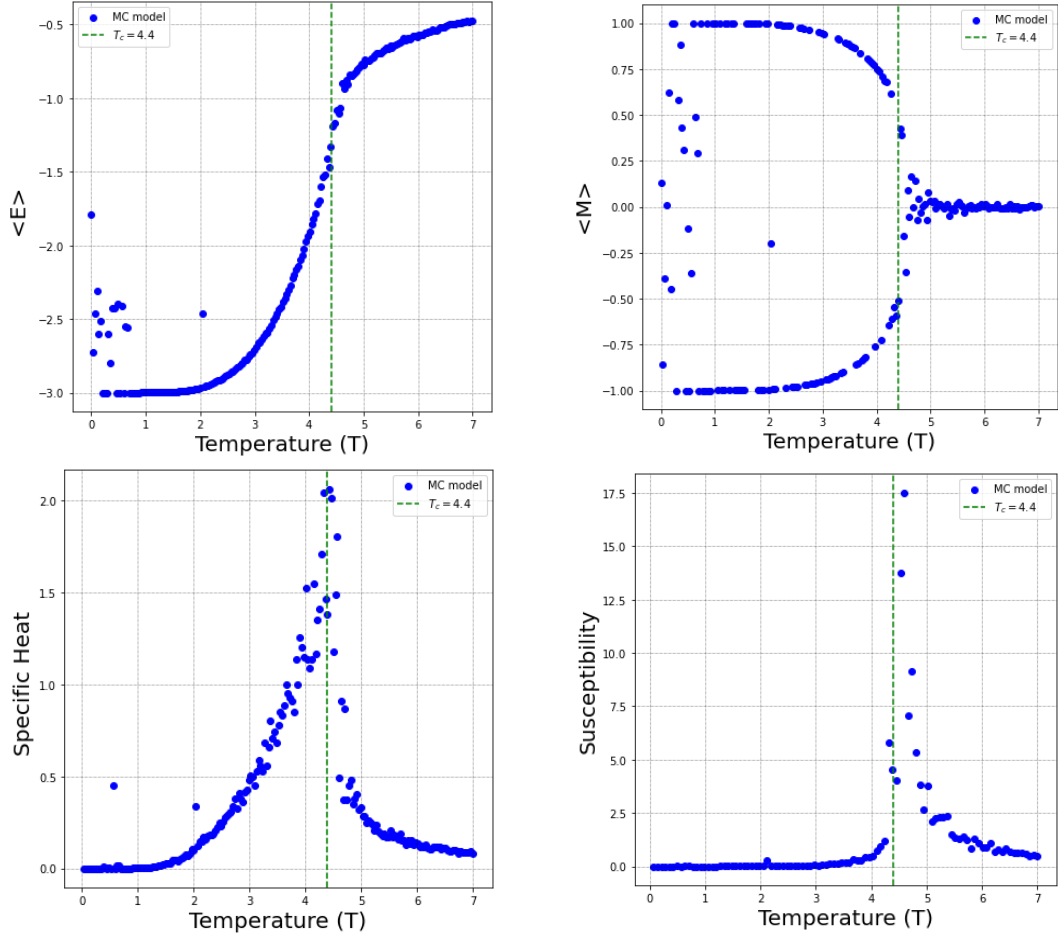 MC model
T_c = 4.4
<E>
−0.5
−1.0
−1.5
−2.0
−2.5
−3.0
0 1 2 3 4 5 6 7
Temperature (T)
MC model
T_c = 4.4
<M>
1.00
0.75
0.50
0.25
0.00
−0.25
−0.50
−0.75
−1.00
0 1 2 3 4 5 6 7
Temperature (T)
MC model
T_c = 4.4
Specific Heat
2.0
1.5
1.0
0.5
0.0
0 1 2 3 4 5 6 7
Temperature (T)
MC model
T_c = 4.4
Susceptibility
17.5
15.0
12.5
10.0
7.5
5.0
2.5
0.0
0 1 2 3 4 5 6 7
Temperature (T)